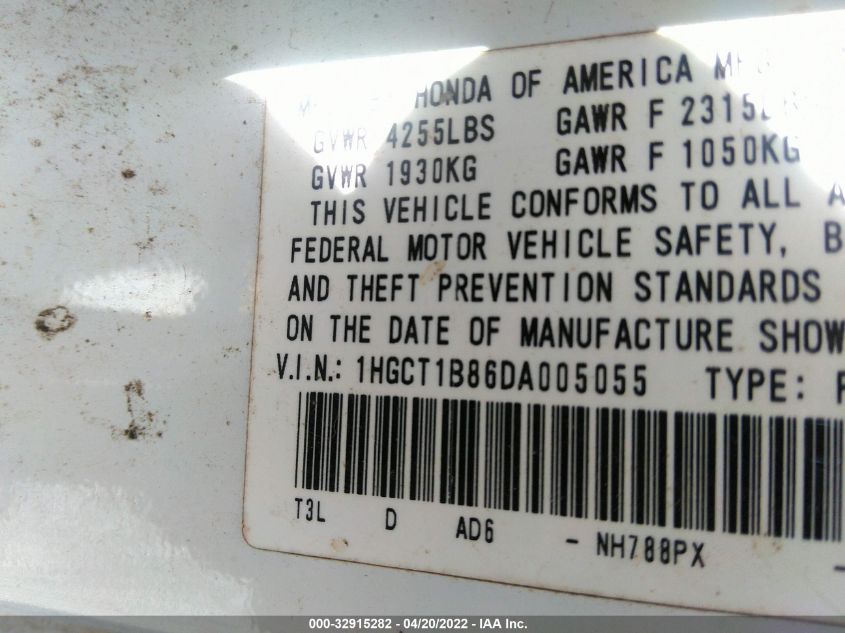 HONDA OF AMERICA
GVWR 4255LBS GAWR F 2315
GVWR 1930KG GAWR F 1050KG
THIS VEHICLE CONFORMS TO ALL A
FEDERAL MOTOR VEHICLE SAFETY, B
AND THEFT PREVENTION STANDARDS
ON THE DATE OF MANUFACTURE SHOW
V.I.N.: 1HGCT1B86DA005055 TYPE: P
T3L D AD6 - NH788PX -
000-32915282 - 04/20/2022 - IAA Inc.